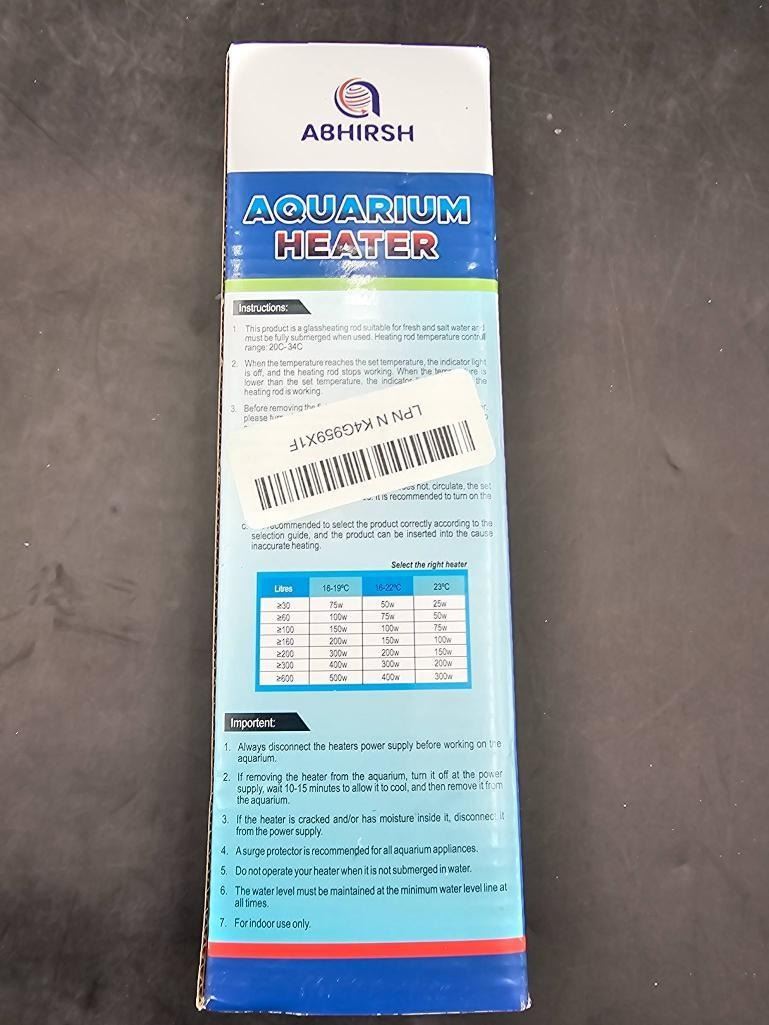 ABHIRSH
AQUARIUM
HEATER
Instructions:
1. This product is a glassheating rod suitable for fresh and salt water and
must be fully submerged when used. Heating rod temperature controll
range: 20C-34C
2. When the temperature reaches the set temperature, the indicator light
is off, and the heating rod stops working. When the is
lower than the set temperature, the indicator the
heating rod is working.
3. Before removing the
please
LPN N K4G959X1F
not. circulate, the set
It is recommended to turn on the
recommended to select the product correctly according to the
selection guide, and the product can be inserted into the cause
inaccurate heating.
Select the right heater
Litres 16-19ºC 16-22ºC 23ºC
≥30 75w 50w 25w
≥60 100w 75w 50w
≥100 150w 100w 75w
≥160 200w 150w 100w
≥200 300w 200w 150w
≥300 400w 300w 200w
≥600 500w 400w 300w
Importent:
1. Always disconnect the heaters power supply before working on the
aquarium.
2. If removing the heater from the aquarium, turn it off at the power
supply, wait 10-15 minutes to allow it to cool, and then remove it from
the aquarium.
3. If the heater is cracked and/or has moisture inside it, disconnect it
from the power supply.
4. A surge protector is recommended for all aquarium appliances.
5. Do not operate your heater when it is not submerged in water.
6. The water level must be maintained at the minimum water level line at
all times.
7. For indoor use only.